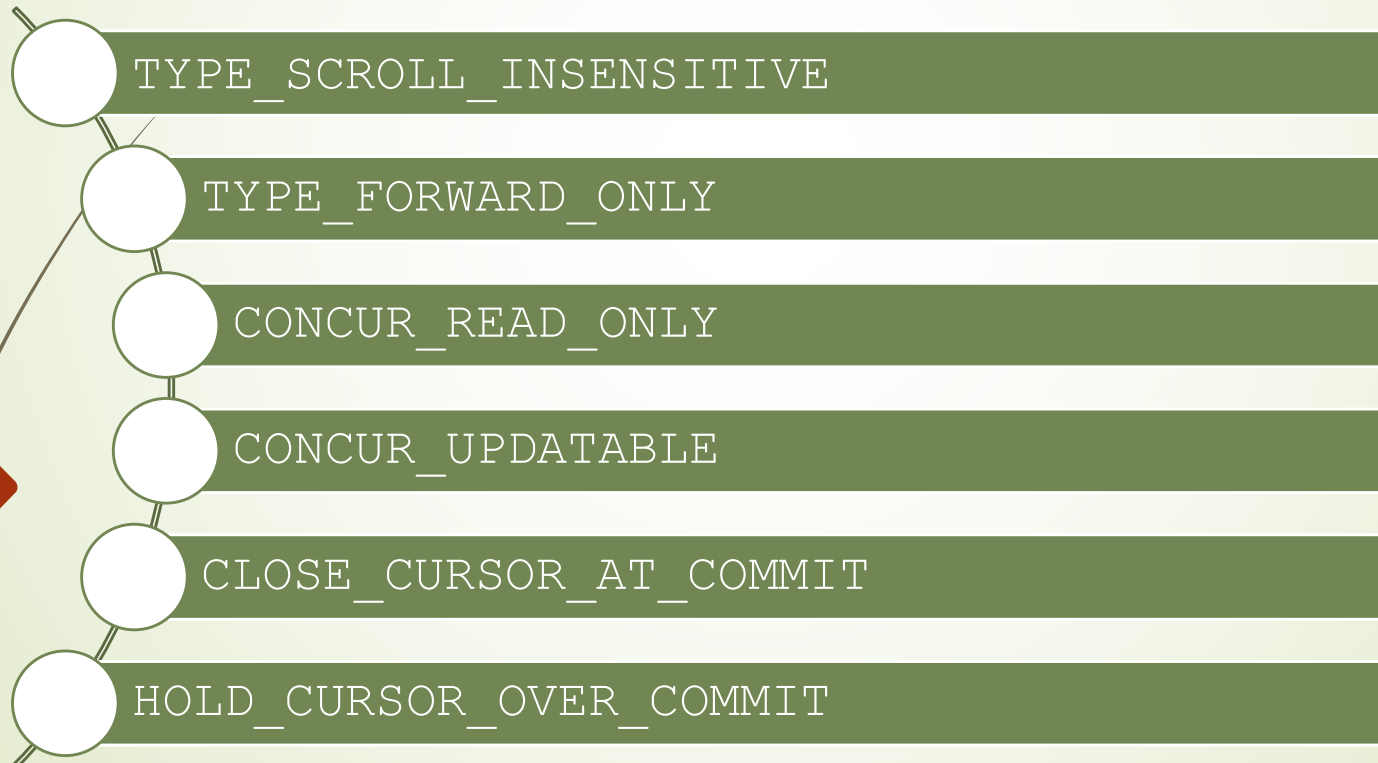 TYPE_SCROLL_INSENSITIVE
TYPE_FORWARD_ONLY
CONCUR_READ_ONLY
CONCUR_UPDATABLE
CLOSE_CURSOR_AT_COMMIT
HOLD_CURSOR_OVER_COMMIT